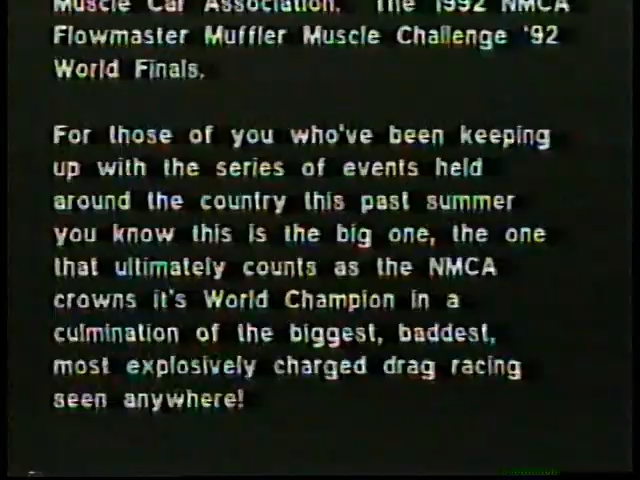 Muscle Car Association. The 1992 NMCA
Flowmaster Muffler Muscle Challenge '92
World Finals.
For those of you who've been keeping
up with the series of events held
around the country this past summer
you know this is the big one, the one
that ultimately counts as the NMCA
crowns it's World Champion in a
culmination of the biggest, baddest,
most explosively charged drag racing
seen anywhere!